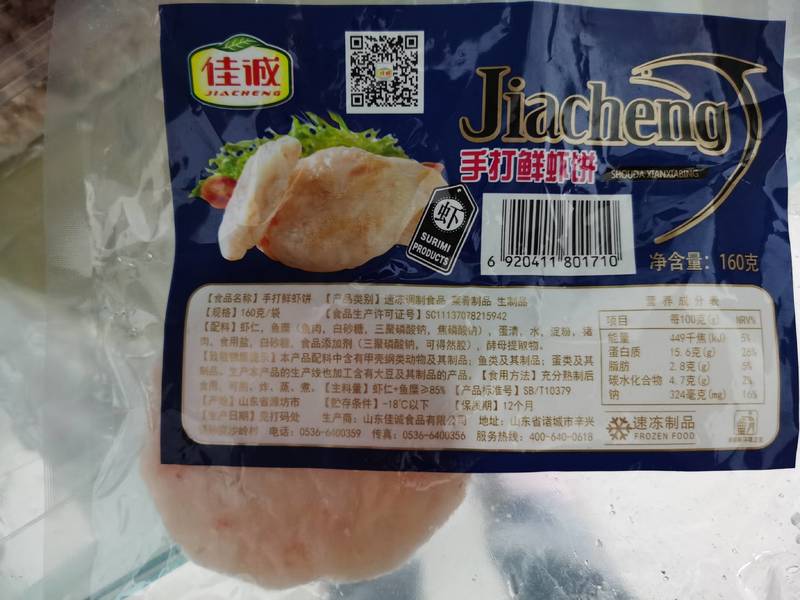 佳诚
JIACHENG
Jiacheng
手打鲜虾饼
SHOUDA XIANXIABING
虾
SURIMI
PRODUCTS
6 920411 801710
净含量：160克
【食品名称】手打鲜虾饼 【产品类别】速冻调制食品 菜肴制品 生制品
【规格】160克/袋 【食品生产许可证号】SC11137078215942
【配料】虾仁、鱼糜（鱼肉，白砂糖，三聚磷酸钠，焦磷酸钠），蛋清，水，淀粉，猪
肉，食用盐，白砂糖，食品添加剂（三聚磷酸钠，可得然胶），酵母提取物。
本产品配料中含有甲壳纲类动物及其制品；鱼类及其制品；蛋类及其
制品。生产本产品的生产线也加工含有大豆及其制品的产品。【食用方法】充分熟制后
食用，可煎、炸、蒸、煮。【主料量】虾仁+鱼糜≥85% 【产品标准号】SB/T10379
【产地】山东省潍坊市 【贮存条件】-18℃以下 【保质期】12个月
【生产日期】见打码处 生产商：山东佳诚食品有限公司 地址：山东省诸城市辛兴
电话：0536-6400359 传真：0536-6400356 服务热线：400-640-0618
营养成分表
项目 每100克(g) NRV%
能量 449千焦(kJ) 5%
蛋白质 15.6克(g) 26%
脂肪 2.8克(g) 5%
碳水化合物 4.7克(g) 2%
钠 324毫克(mg) 16%
速冻制品
FROZEN FOOD